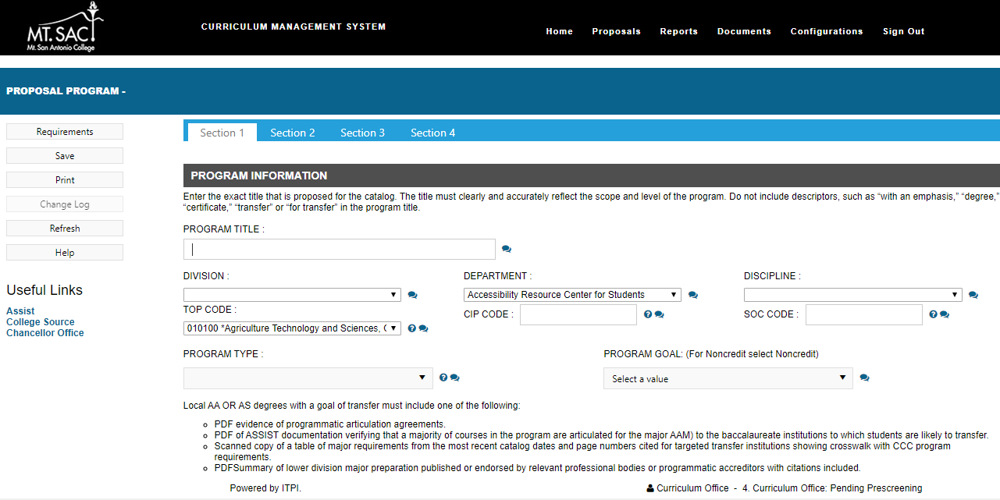 MT. SAC
Mt. San Antonio College
CURRICULUM MANAGEMENT SYSTEM
Home Proposals Reports Documents Configurations Sign Out
PROPOSAL PROGRAM -
Requirements
Save
Print
Change Log
Refresh
Help
Useful Links
Assist
College Source
Chancellor Office
Section 1 Section 2 Section 3 Section 4
PROGRAM INFORMATION
Enter the exact title that is proposed for the catalog. The title must clearly and accurately reflect the scope and level of the program. Do not include descriptors, such as “with an emphasis,” “degree,”
“certificate,” “transfer” or “for transfer” in the program title.
PROGRAM TITLE :
DIVISION : DEPARTMENT : DISCIPLINE :
Accessibility Resource Center for Students
TOP CODE : CIP CODE : SOC CODE :
010100 *Agriculture Technology and Sciences, (
PROGRAM TYPE : PROGRAM GOAL: (For Noncredit select Noncredit)
Select a value
Local AA OR AS degrees with a goal of transfer must include one of the following:
PDF evidence of programmatic articulation agreements.
PDF of ASSIST documentation verifying that a majority of courses in the program are articulated for the major AAM) to the baccalaureate institutions to which students are likely to transfer.
Scanned copy of a table of major requirements from the most recent catalog dates and page numbers cited for targeted transfer institutions showing crosswalk with CCC program
requirements.
PDFSummary of lower division major preparation published or endorsed by relevant professional bodies or programmatic accreditors with citations included.
Powered by ITPI. Curriculum Office - 4. Curriculum Office: Pending Prescreening